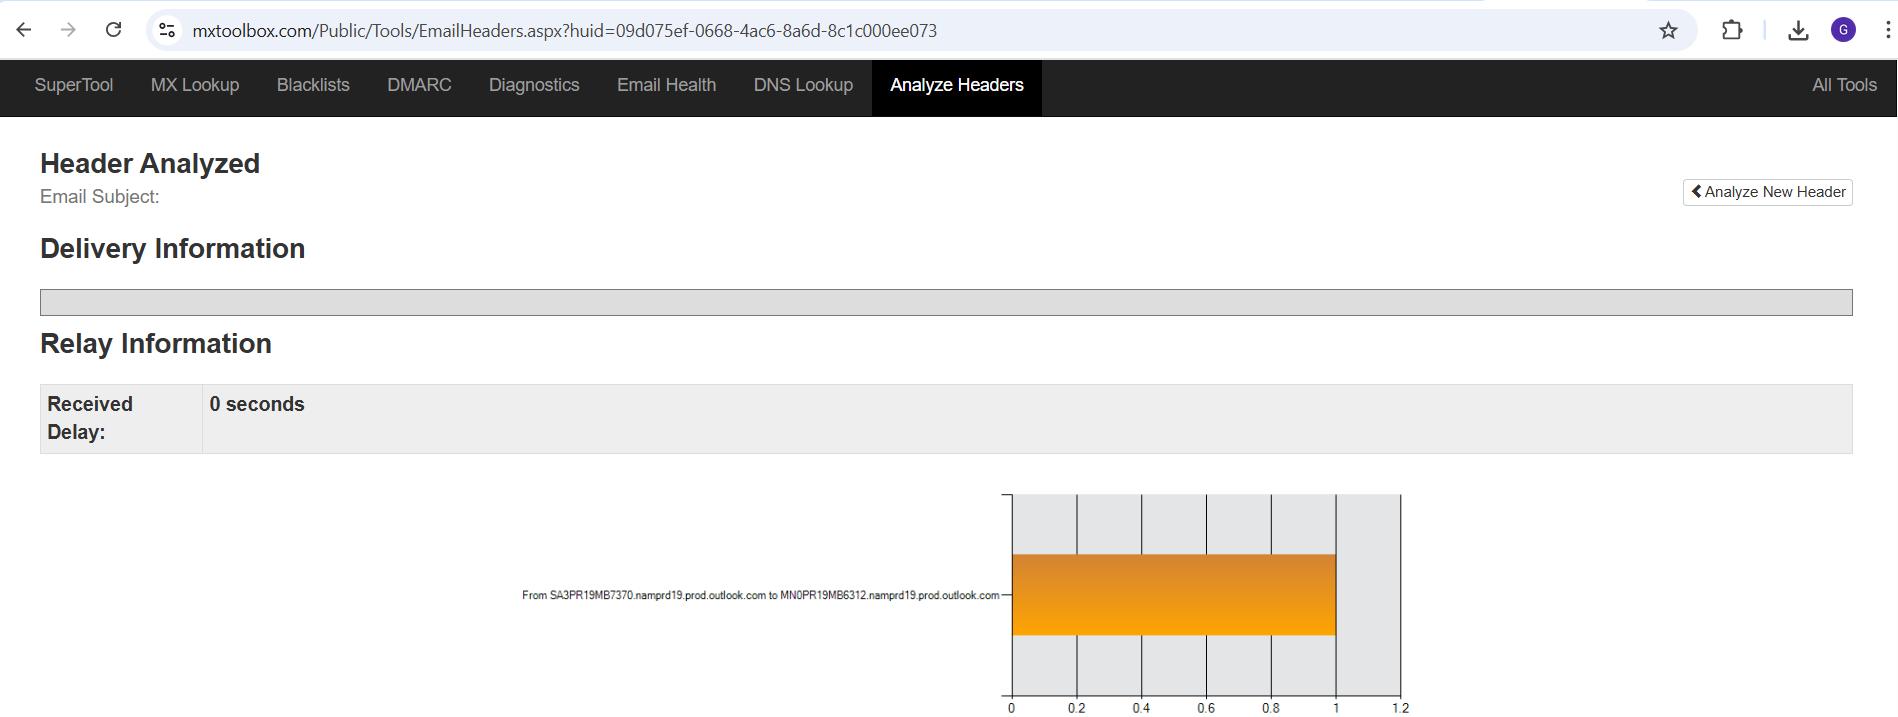 mxtoolbox.com/Public/Tools/EmailHeaders.aspx?huid=09d075ef-0668-4ac6-8a6d-8c1c000ee073
G
SuperTool MX Lookup Blacklists DMARC Diagnostics Email Health DNS Lookup Analyze Headers All Tools
Header Analyzed
Email Subject:
Analyze New Header
Delivery Information
Relay Information
Received 0 seconds
Delay:
From SA3PR19MB7370.namprd19.prod.outlook.com to MN0PR19MB6312.namprd19.prod.outlook.com
0 0.2 0.4 0.6 0.8 1 1.2